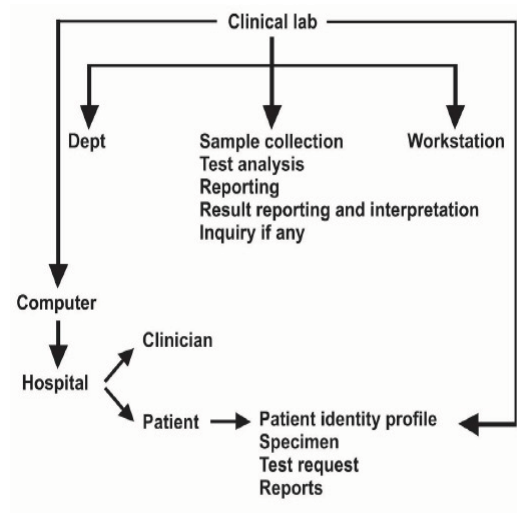 Clinical lab
Dept
Sample collection
Test analysis
Reporting
Result reporting and interpretation
Inquiry if any
Workstation
Computer
Hospital
Clinician
Patient
Patient identity profile
Specimen
Test request
Reports